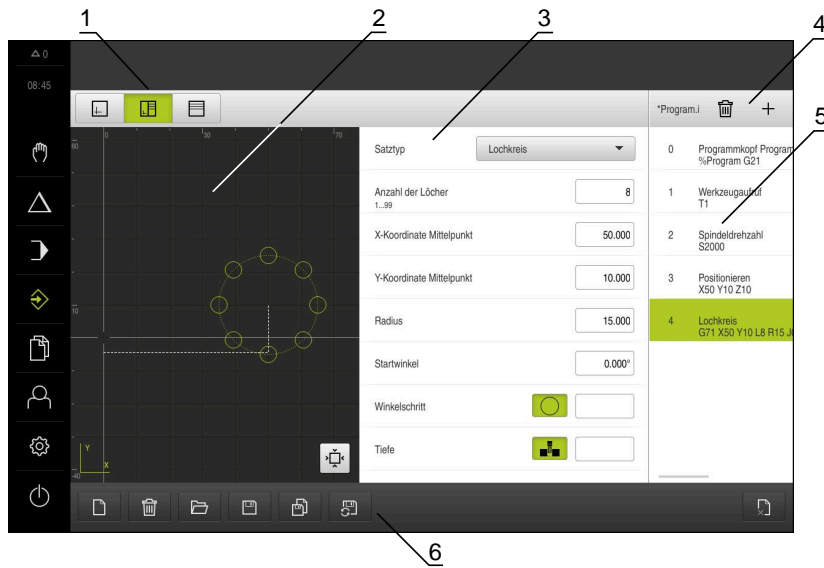 1
2
3
4
5
6
0
08:45
*Program.i
0
30
70
60
10
-40
Y
X
Satztyp
Lochkreis
Anzahl der Löcher
1...99
8
X-Koordinate Mittelpunkt
50.000
Y-Koordinate Mittelpunkt
10.000
Radius
15.000
Startwinkel
0.000°
Winkelschritt
Tiefe
0 Programmkopf Program
%Program G21
1 Werkzeugaufruf
T1
2 Spindeldrehzahl
S2000
3 Positionieren
X50 Y10 Z10
4 Lochkreis
G71 X50 Y10 L8 R15